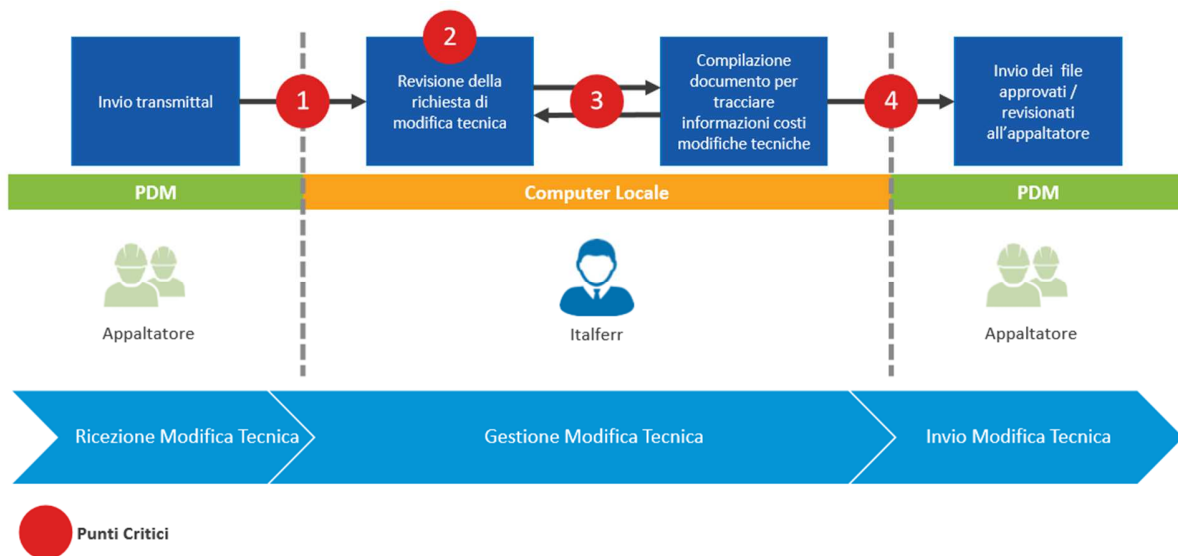 Invio transmittal
1
2
Revisione della
richiesta di
modifica tecnica
3
Compilazione
documento per
tracciare
informazioni costi
modifiche tecniche
4
Invio dei  file
approvati /
revisionati
all'appaltatore
PDM
Computer Locale
PDM
Appaltatore
Italferr
Appaltatore
Ricezione Modifica Tecnica
Gestione Modifica Tecnica
Invio Modifica Tecnica
Punti Critici